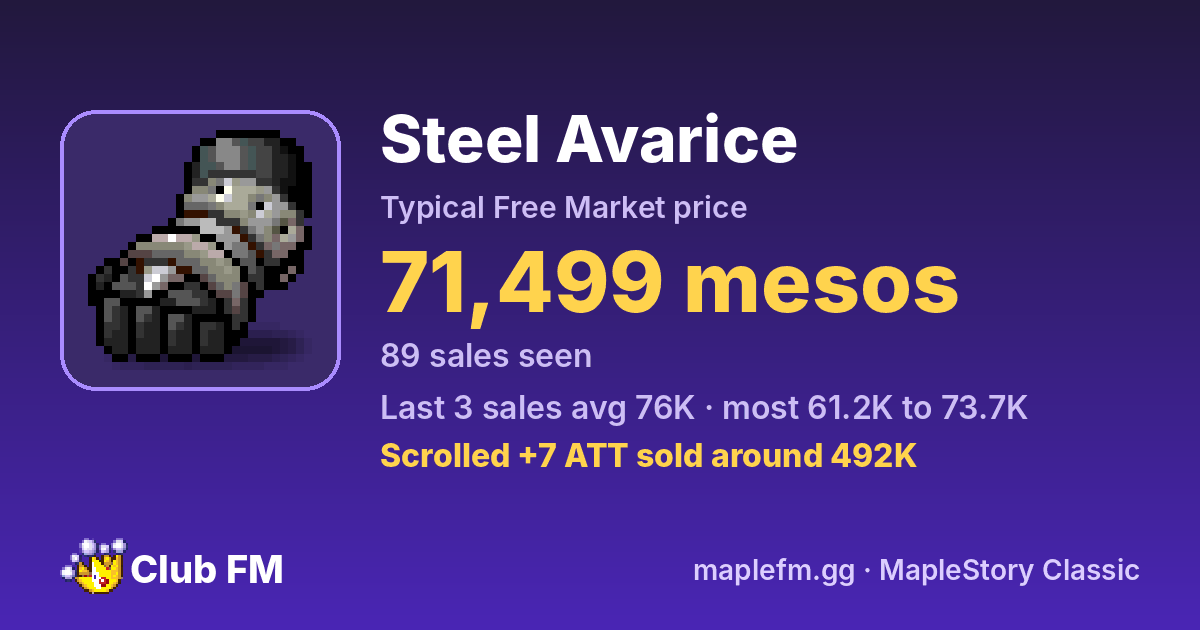 Steel Avarice
Typical Free Market price
71,499 mesos
89 sales seen
Last 3 sales avg 76K · most 61.2K to 73.7K
Scrolled +7 ATT sold around 492K
Club FM
maplefm.gg · MapleStory Classic